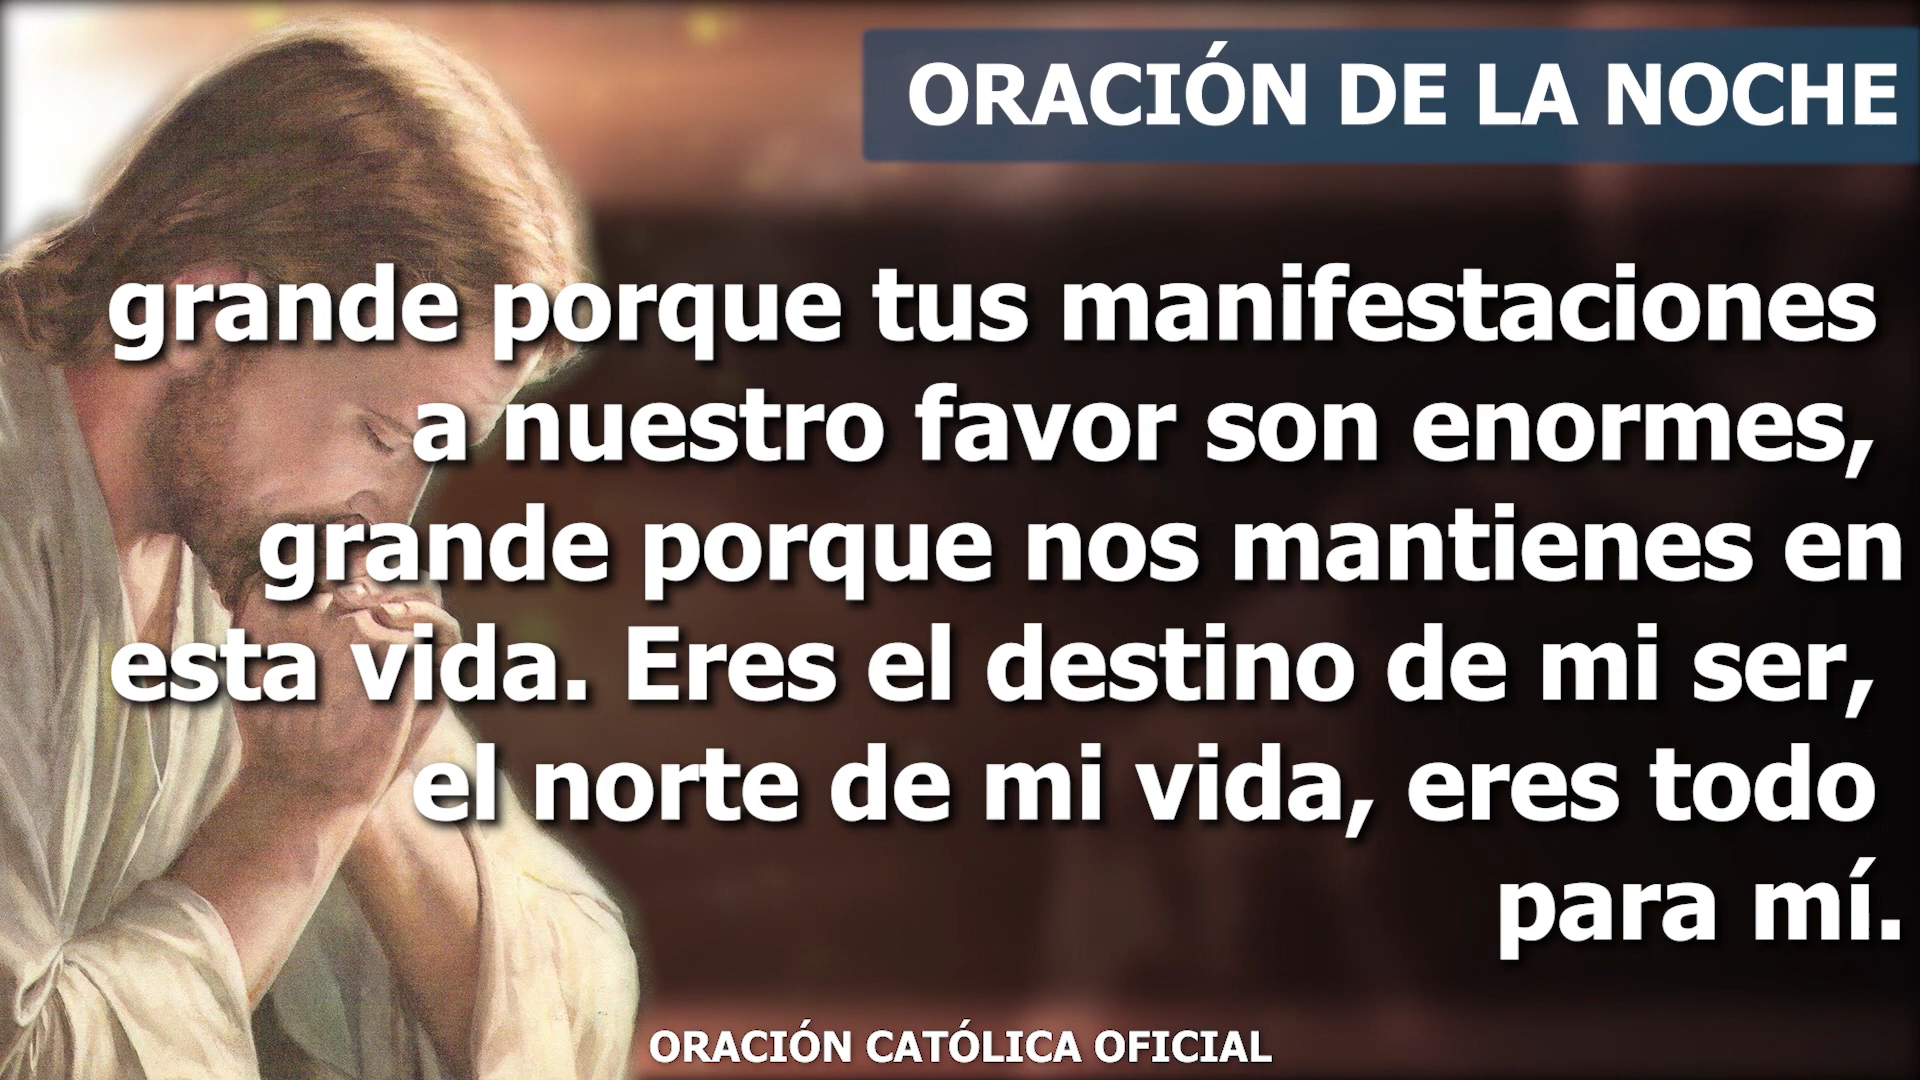 ORACIÓN DE LA NOCHE
grande porque tus manifestaciones
a nuestro favor son enormes,
grande porque nos mantienes en
esta vida. Eres el destino de mi ser,
el norte de mi vida, eres todo
para mí.
ORACIÓN CATÓLICA OFICIAL